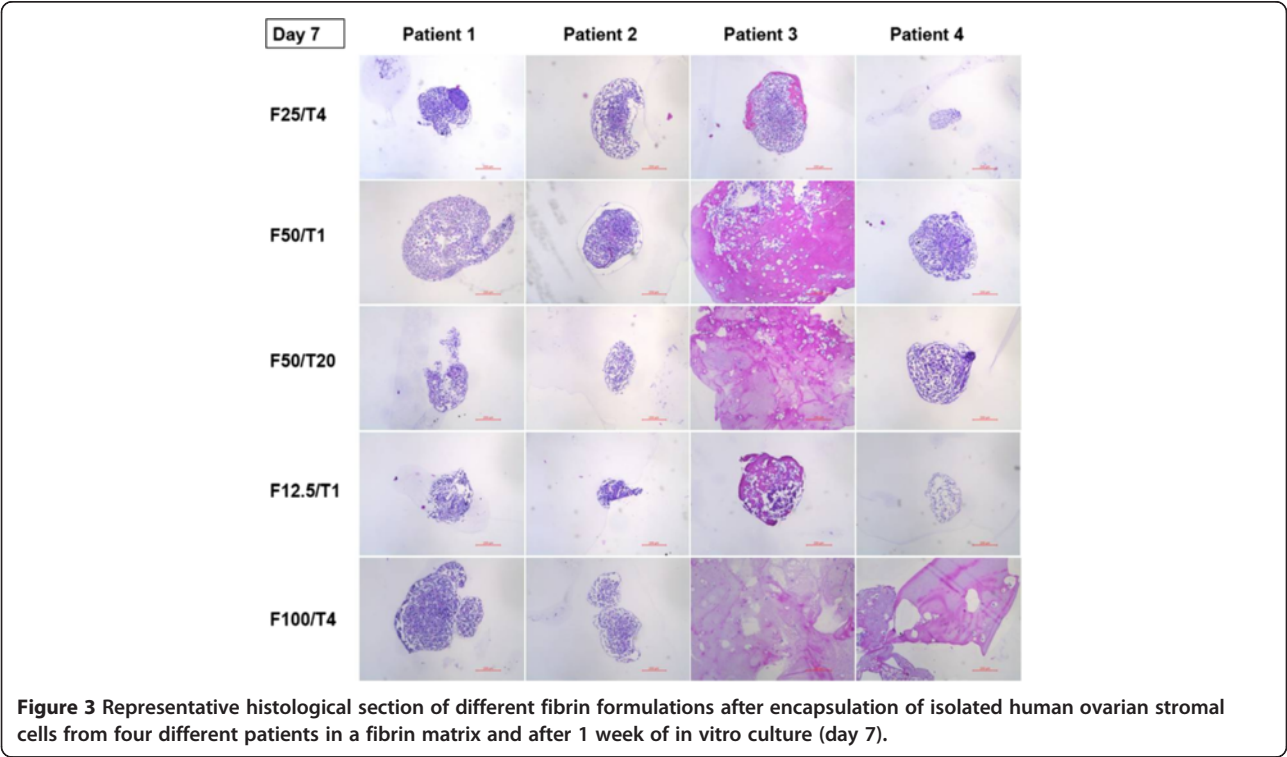 Day 7 Patient 1 Patient 2 Patient 3 Patient 4
F25/T4
F50/T1
F50/T20
F12.5/T1
F100/T4
Figure 3 Representative histological section of different fibrin formulations after encapsulation of isolated human ovarian stromal
cells from four different patients in a fibrin matrix and after 1 week of in vitro culture (day 7).